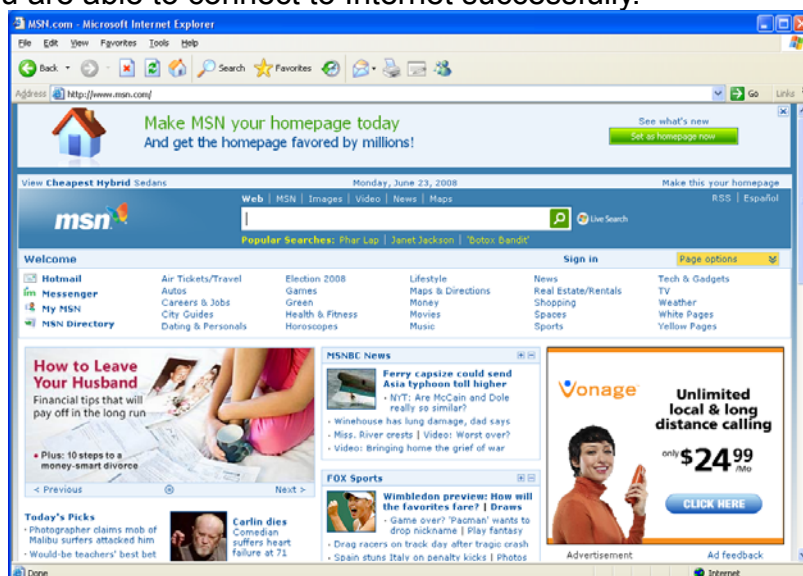 u are able to connect to Internet successfully.
MSN.com - Microsoft Internet Explorer
File Edit View Favorites Tools Help
Back Search Favorites
Address http://www.msn.com/ Go Links
Make MSN your homepage today
And get the homepage favored by millions!
See what's new
Set as homepage now
View Cheapest Hybrid Sedans Monday, June 23, 2008 Make this your homepage
Web | MSN | Images | Video | News | Maps RSS | Español
msn Live Search
Popular Searches: Phar Lap | Janet Jackson | 'Botox Bandit'
Welcome Sign in Page options
Hotmail Air Tickets/Travel Election 2008 Lifestyle News Tech & Gadgets
Messenger Autos Games Maps & Directions Real Estate/Rentals TV
My MSN Careers & Jobs Green Money Shopping Weather
MSN Directory City Guides Health & Fitness Movies Spaces White Pages
Dating & Personals Horoscopes Music Sports Yellow Pages
How to Leave
Your Husband
Financial tips that will
pay off in the long run
• Plus: 10 steps to a
money-smart divorce
< Previous Next >
Today's Picks
· Photographer claims mob of
Malibu surfers attacked him
· Would-be teachers' best bet
Carlin dies
Comedian
suffers heart
failure at 71
MSNBC News
Ferry capsize could send
Asia typhoon toll higher
· NYT: Are McCain and Dole
really so similar?
· Winehouse has lung damage, dad says
· Miss. River crests | Video: Worst over?
· Video: Bringing home the grief of war
FOX Sports
Wimbledon preview: How will
the favorites fare? | Draws
· Game over? 'Pacman' wants to
drop nickname | Play fantasy
· Drag racers on track day after tragic crash
· Spain stuns Italy on penalty kicks | Photos
Vonage
Unlimited
local & long
distance calling
only $24.99 /Mo
CLICK HERE
Advertisement Ad feedback
Done Internet